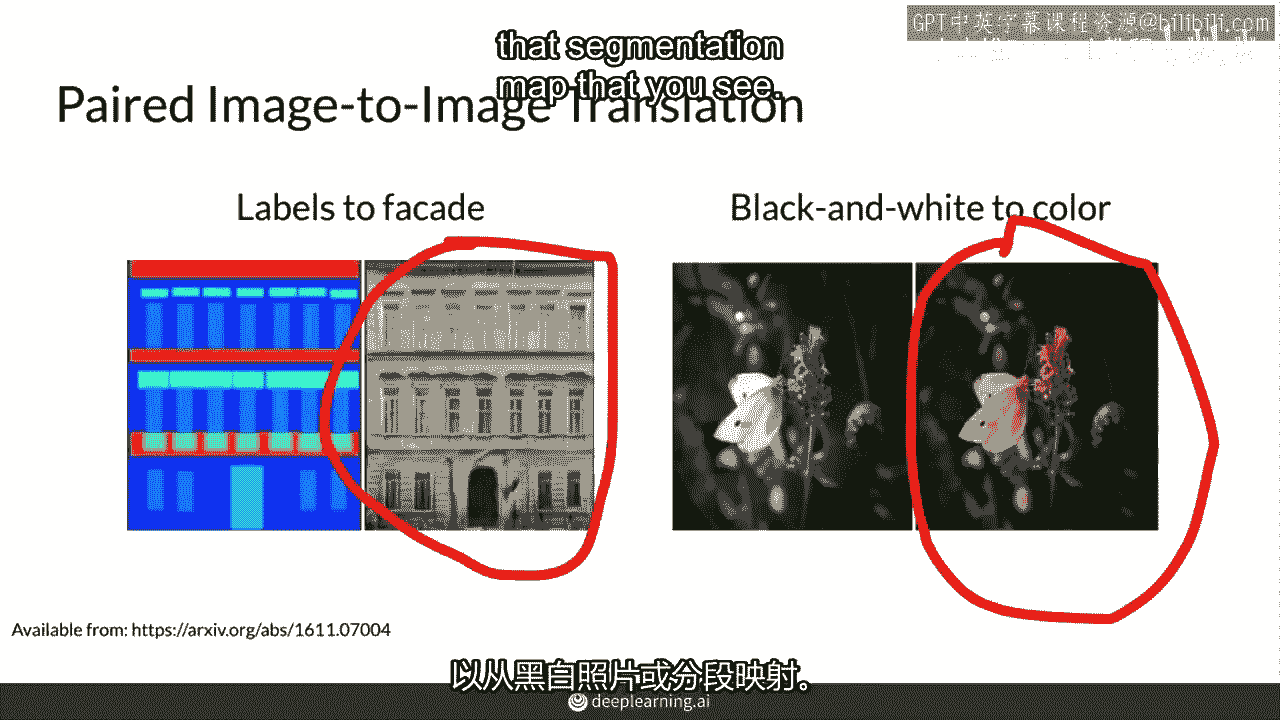 GPT中英字幕课程资源@bilibili.com
that segmentation
map that you see.
Paired Image-to-Image Translation
Labels to facade
Black-and-white to color
Available from: https://arxiv.org/abs/1611.07004
以从黑白照片或分段映射。
deeplearning.ai